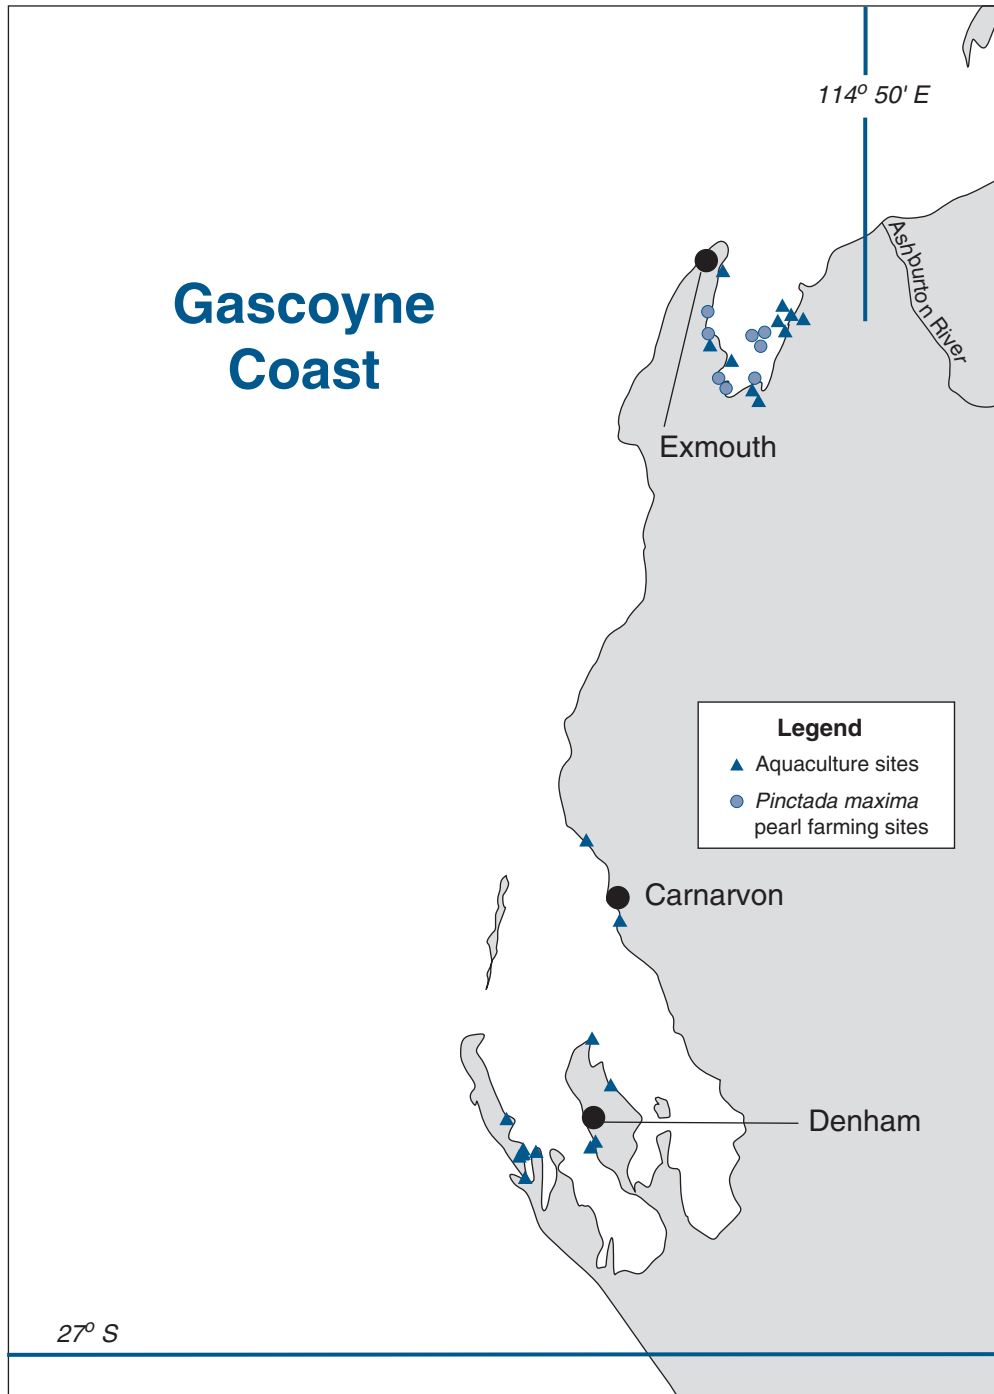 114° 50' E
Ashburton River
Gascoyne
Coast
Exmouth
Legend
Aquaculture sites
Pinctada maxima
pearl farming sites
Carnarvon
Denham
27° S